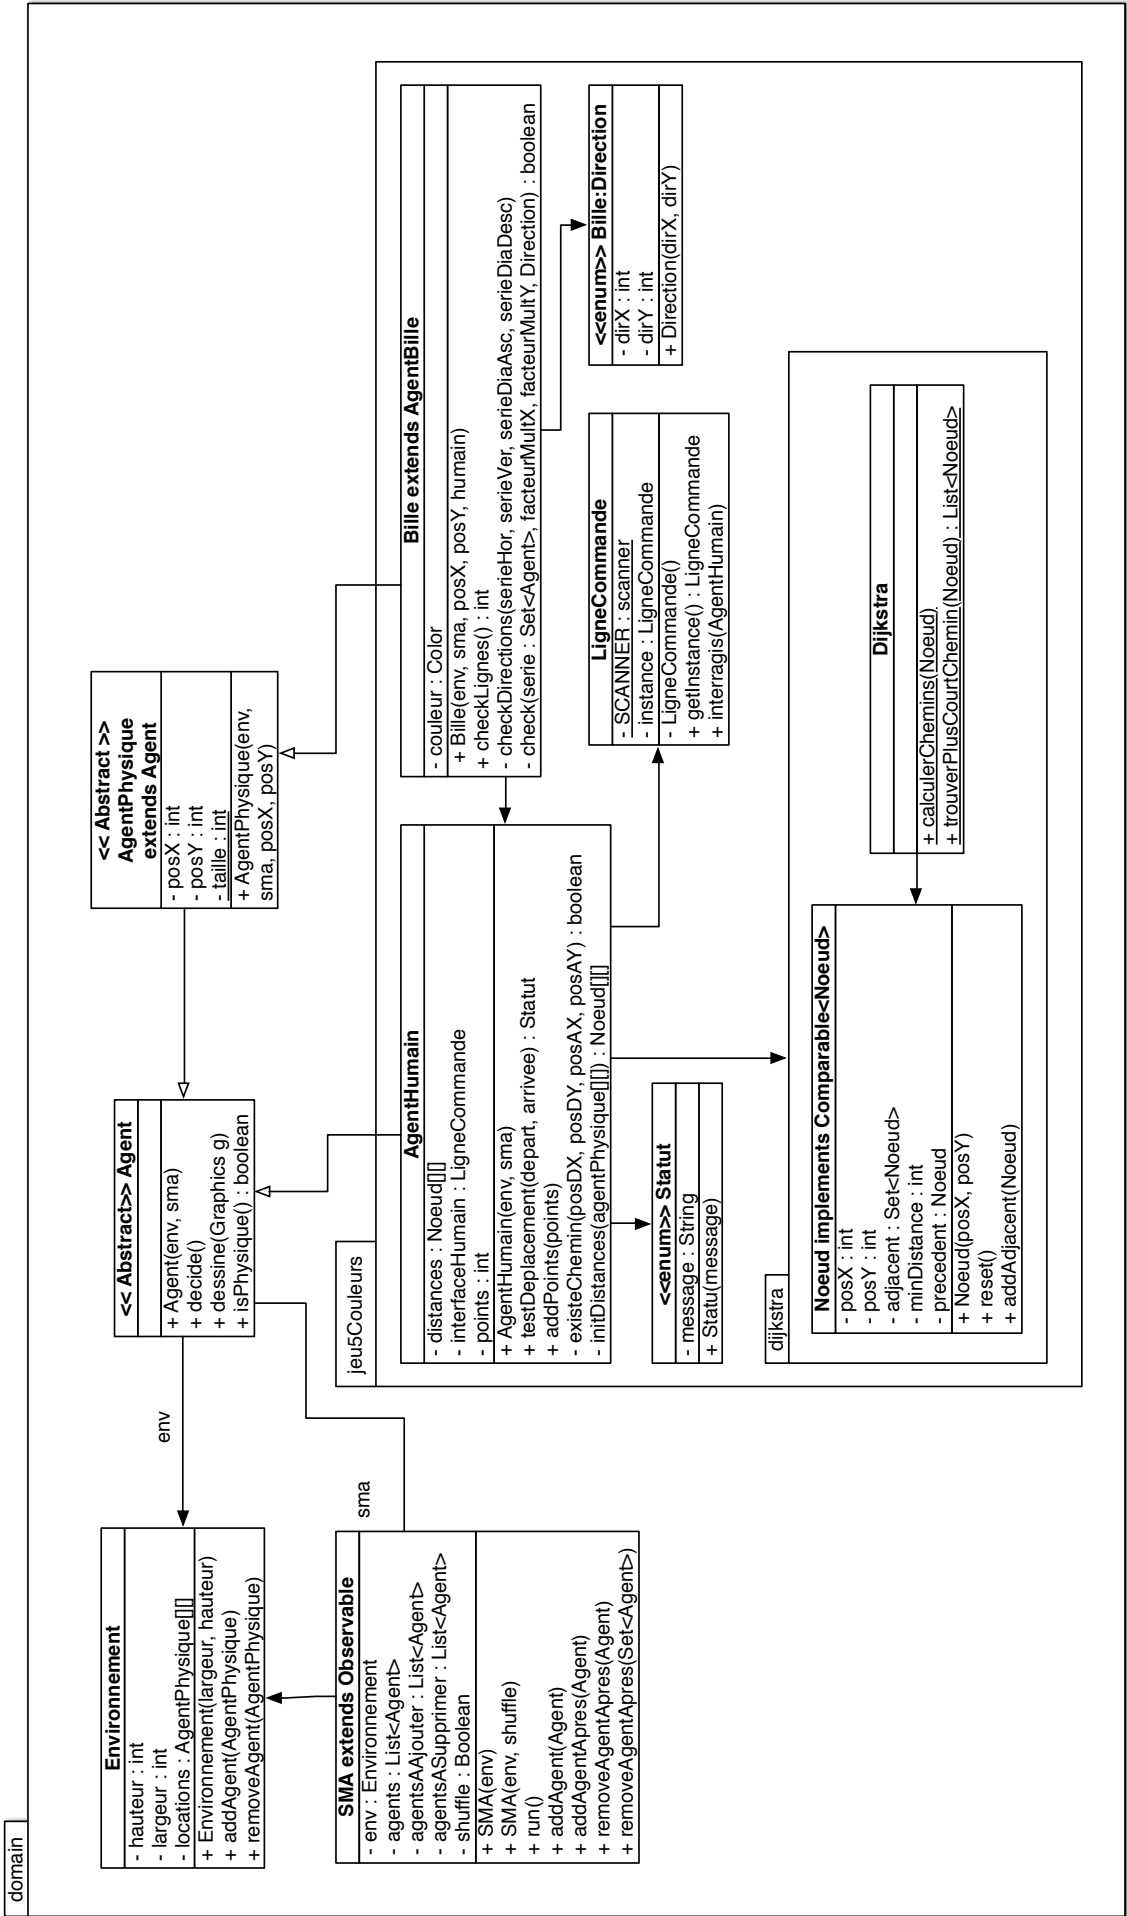 domain
Environnement
- hauteur : int
- largeur : int
- locations : AgentPhysique[][]
+ Environnement(largeur, hauteur)
+ addAgent(AgentPhysique)
+ removeAgent(AgentPhysique)
env
<< Abstract>> Agent
+ Agent(env, sma)
+ decide()
+ dessine(Graphics g)
+ isPhysique() : boolean
<< Abstract >>
AgentPhysique
extends Agent
- posX : int
- posY : int
- taille : int
+ AgentPhysique(env,
sma, posX, posY)
SMA extends Observable
- env : Environnement
- agents : List<Agent>
- agentsAAjouter : List<Agent>
- agentsASupprimer : List<Agent>
- shuffle : Boolean
+ SMA(env)
+ SMA(env, shuffle)
+ run()
+ addAgent(Agent)
+ addAgentApres(Agent)
+ removeAgentApres(Agent)
+ removeAgentApres(Set<Agent>)
sma
jeu5Couleurs
AgentHumain
- distances : Noeud[][]
- interfaceHumain : LigneCommande
- points : int
+ AgentHumain(env, sma)
+ testDeplacement(depart, arrivee) : Statut
+ addPoints(points)
- existeChemin(posDX, posDY, posAX, posAY) : boolean
- initDistances(agentPhysique[][]) : Noeud[][]
Bille extends AgentBille
- couleur : Color
+ Bille(env, sma, posX, posY, humain)
+ checkLignes() : int
- checkDirections(serieHor, serieVer, serieDiaAsc, serieDiaDesc)
- check(serie : Set<Agent>, facteurMultX, facteurMultY, Direction) : boolean
<<enum>> Statut
- message : String
+ Statu(message)
LigneCommande
- SCANNER : scanner
- instance : LigneCommande
- LigneCommande()
+ getInstance() : LigneCommande
+ interragis(AgentHumain)
<<enum>> Bille:Direction
- dirX : int
- dirY : int
+ Direction(dirX, dirY)
dijkstra
Noeud implements Comparable<Noeud>
- posX : int
- posY : int
- adjacent : Set<Noeud>
- minDistance : int
- precedent : Noeud
+ Noeud(posX, posY)
+ reset()
+ addAdjacent(Noeud)
Dijkstra
+ calculerChemins(Noeud)
+ trouverPlusCourtChemin(Noeud) : List<Noeud>